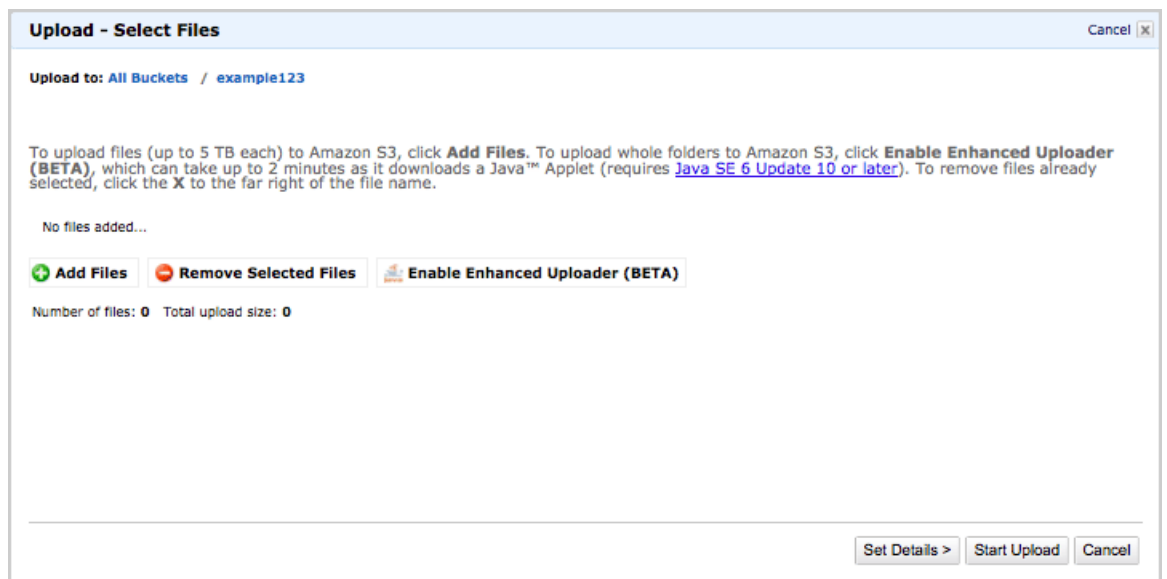 Upload - Select Files
Cancel x
Upload to: All Buckets / example123
To upload files (up to 5 TB each) to Amazon S3, click Add Files. To upload whole folders to Amazon S3, click Enable Enhanced Uploader
(BETA), which can take up to 2 minutes as it downloads a Java™ Applet (requires Java SE 6 Update 10 or later). To remove files already
selected, click the X to the far right of the file name.
No files added...
Add Files Remove Selected Files Enable Enhanced Uploader (BETA)
Number of files: 0 Total upload size: 0
Set Details > Start Upload Cancel